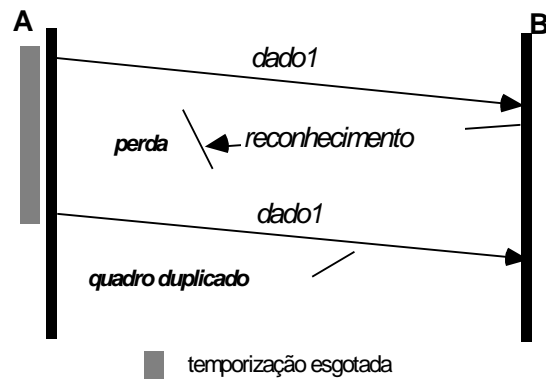 A
B
dado1
reconhecimento
perda
dado1
quadro duplicado
temporização esgotada